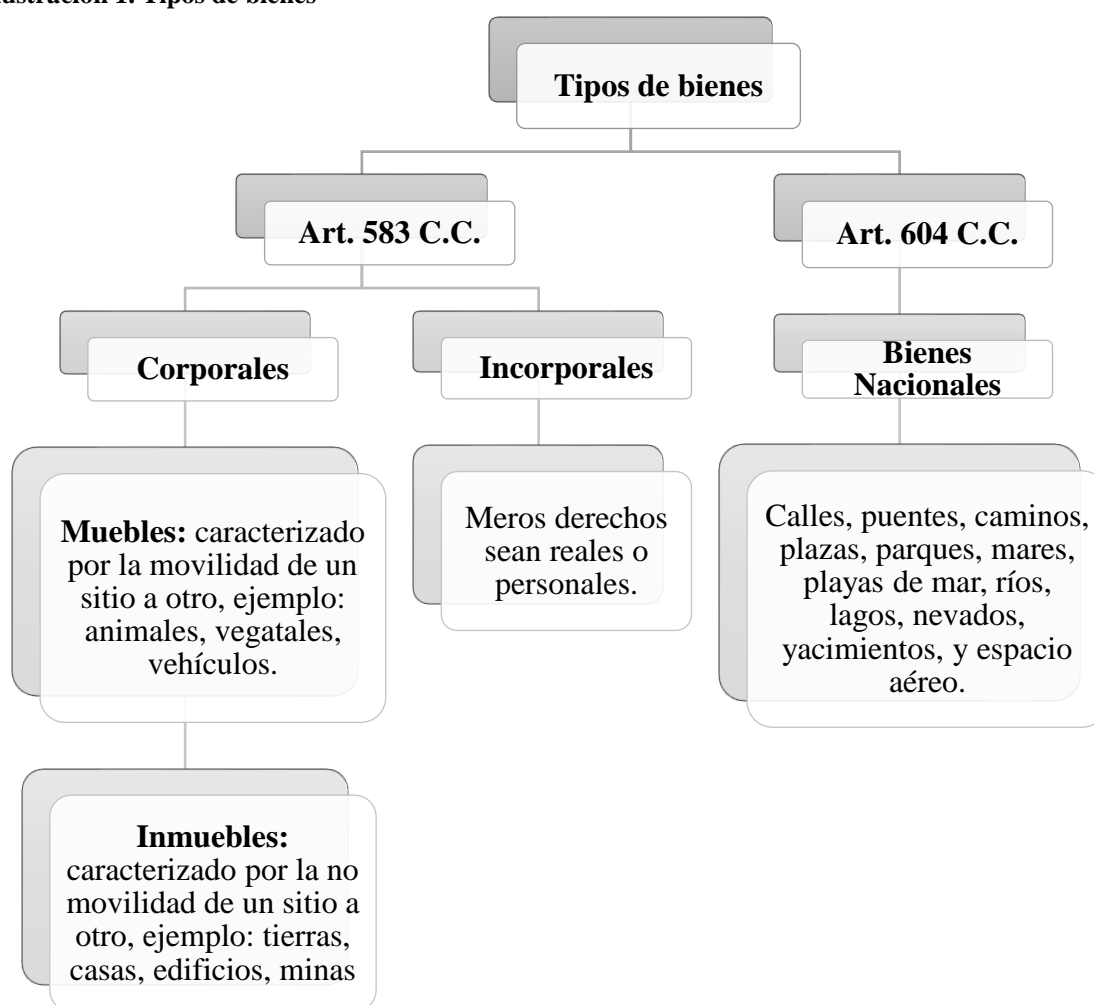 Ilustración 1. Tipos de bienes
Tipos de bienes
Art. 583 C.C.
Art. 604 C.C.
Corporales
Incorporales
Bienes
Nacionales
Muebles: caracterizado
por la movilidad de un
sitio a otro, ejemplo:
animales, vegatales,
vehículos.
Meros derechos
sean reales o
personales.
Calles, puentes, caminos,
plazas, parques, mares,
playas de mar, ríos,
lagos, nevados,
yacimientos, y espacio
aéreo.
Inmuebles:
caracterizado por la no
movilidad de un sitio a
otro, ejemplo: tierras,
casas, edificios, minas